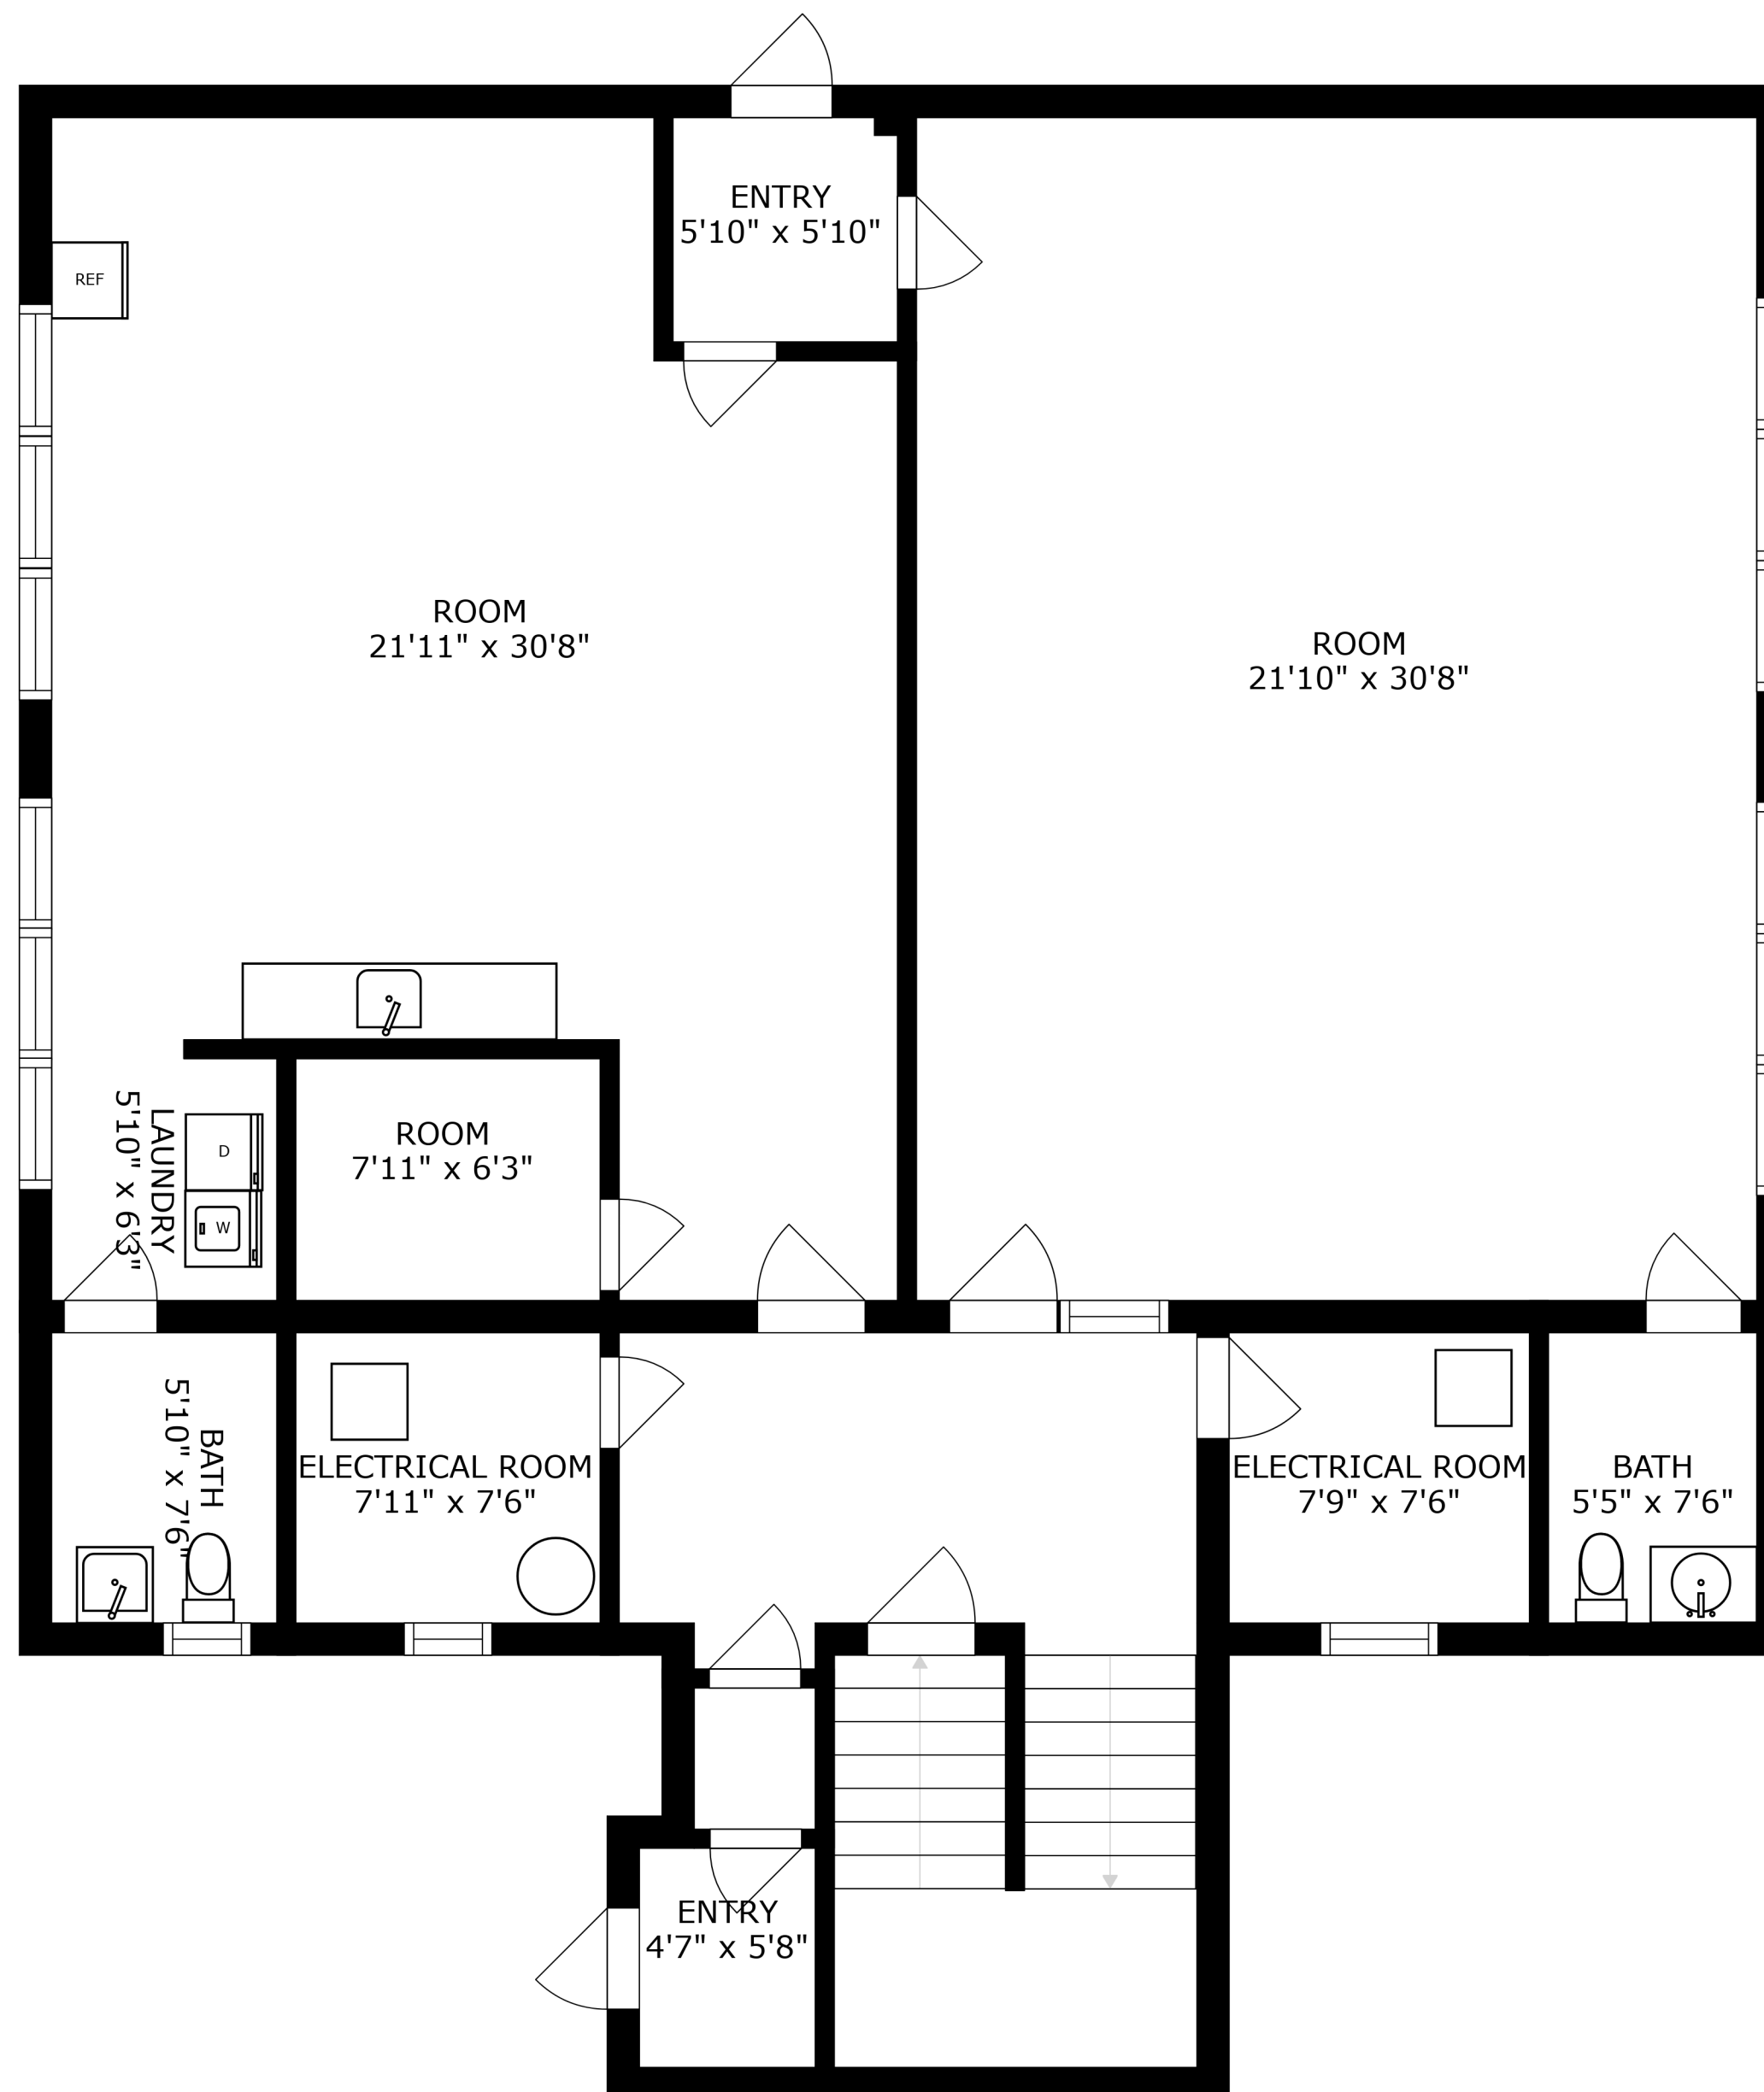 ENTRY
5'10" x 5'10"
REF
ROOM
21'11" x 30'8"
ROOM
21'10" x 30'8"
LAUNDRY
5'10" x 6'3"
D
W
ROOM
7'11" x 6'3"
BATH
5'10" x 7'6"
ELECTRICAL ROOM
7'11" x 7'6"
ELECTRICAL ROOM
7'9" x 7'6"
BATH
5'5" x 7'6"
ENTRY
4'7" x 5'8"